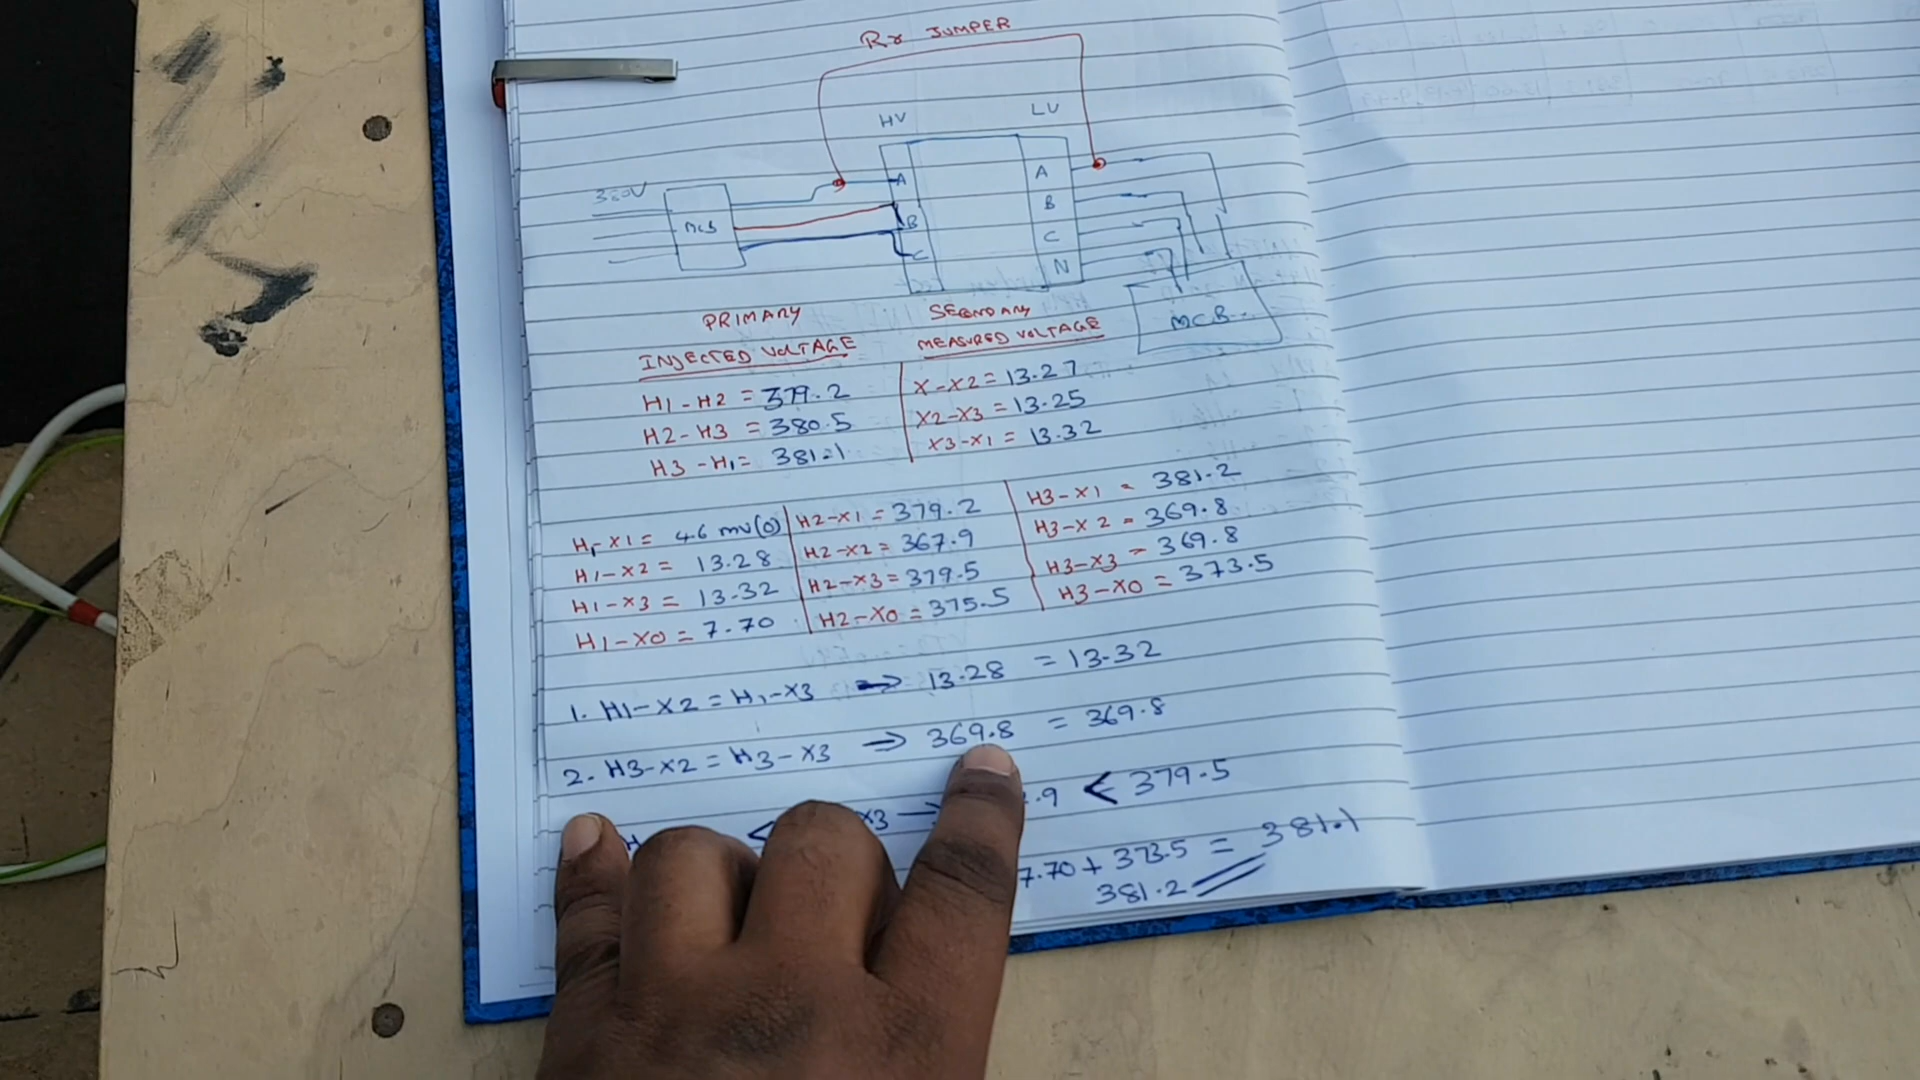 Rr JUMPER
HV LV
A A
380V MCB B B
C C
N
MCB
PRIMARY SECONDARY
INJECTED VOLTAGE MEASURED VOLTAGE
H1-H2 = 379.2 X-X2 = 13.27
H2-H3 = 380.5 X2-X3 = 13.25
H3-H1 = 381.1 X3-X1 = 13.32
H1-X1 = 4.6 mv(0) H2-X1 = 379.2 H3-X1 = 381.2
H1-X2 = 13.28 H2-X2 = 367.9 H3-X2 = 369.8
H1-X3 = 13.32 H2-X3 = 379.5 H3-X3 = 369.8
H1-X0 = 7.70 H2-X0 = 375.5 H3-X0 = 373.5
1. H1-X2 = H1-X3 → 13.28 = 13.32
2. H3-X2 = H3-X3 → 369.8 = 369.8
H < X3 → .9 < 379.5
7.70 + 373.5 = 381.1
381.2